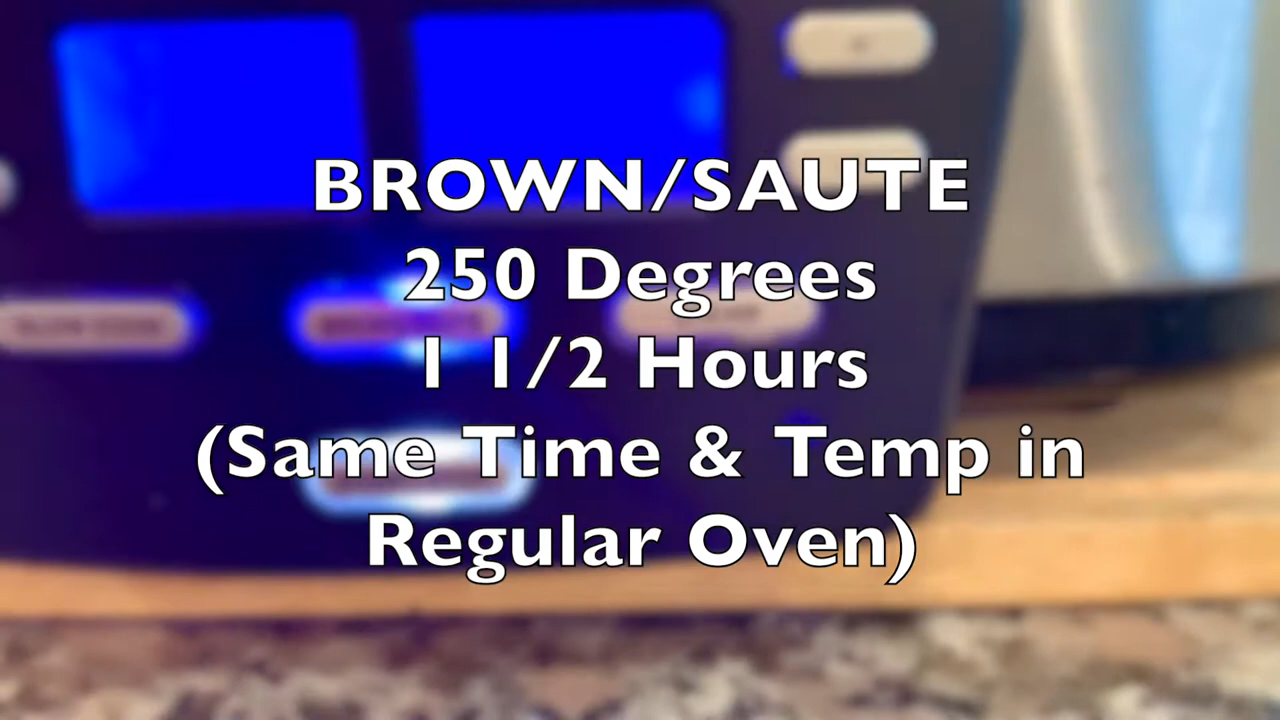 BROWN/SAUTE
250 Degrees
1 1/2 Hours
(Same Time & Temp in
Regular Oven)